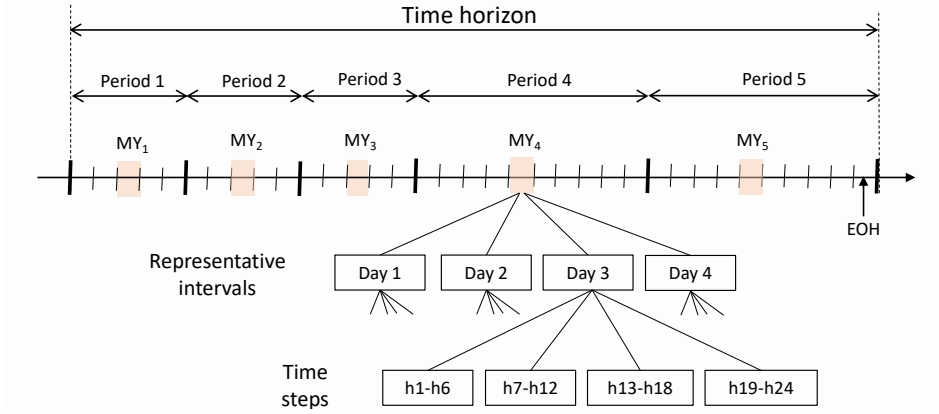 Time horizon
Period 1
Period 2
Period 3
Period 4
Period 5
MY₁
MY₂
MY₃
MY₄
MY₅
EOH
Representative
intervals
Day 1
Day 2
Day 3
Day 4
Time
steps
h1-h6
h7-h12
h13-h18
h19-h24